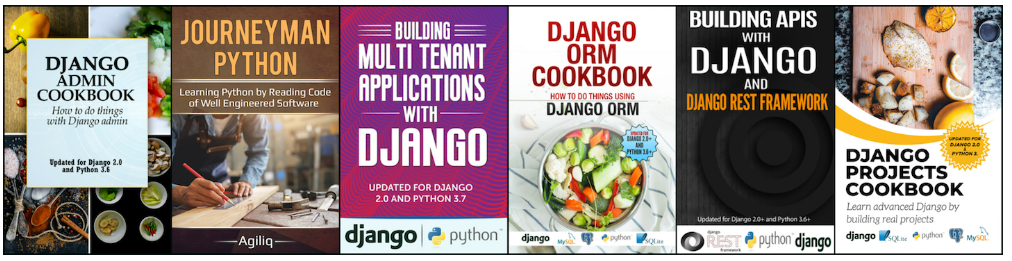 DJANGO
ADMIN
COOKBOOK
How to do things
with Django admin
Updated for Django 2.0
and Python 3.6
JOURNEYMAN
PYTHON
Learning Python by Reading Code
of Well Engineered Software
Agiliq
BUILDING
MULTI TENANT
APPLICATIONS
WITH
DJANGO
UPDATED FOR DJANGO
2.0 AND PYTHON 3.7
django python
DJANGO
ORM
COOKBOOK
HOW TO DO THINGS USING
DJANGO ORM
UPDATED FOR
DJANGO 2.0+
AND
PYTHON 3.6+
django MySQL python SQLite
BUILDING APIS
WITH
DJANGO
AND
DJANGO REST FRAMEWORK
Updated for Django 2.0+ and Python 3.6+
django
REST
framework
python django
UPDATED FOR
DJANGO 2.0
&
PYTHON 3.
DJANGO
PROJECTS
COOKBOOK
Learn advanced Django by
building real projects
django SQLite python MySQL